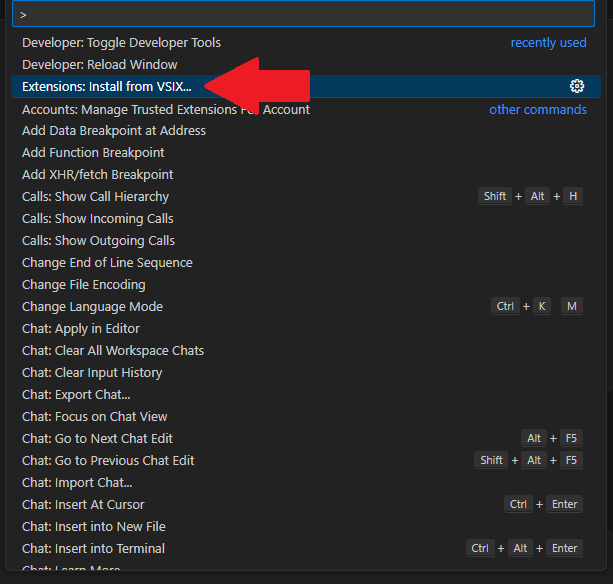 >
Developer: Toggle Developer Tools recently used
Developer: Reload Window
Extensions: Install from VSIX...
Accounts: Manage Trusted Extensions For Account other commands
Add Data Breakpoint at Address
Add Function Breakpoint
Add XHR/fetch Breakpoint
Calls: Show Call Hierarchy Shift + Alt + H
Calls: Show Incoming Calls
Calls: Show Outgoing Calls
Change End of Line Sequence
Change File Encoding
Change Language Mode Ctrl + K M
Chat: Apply in Editor
Chat: Clear All Workspace Chats
Chat: Clear Input History
Chat: Export Chat...
Chat: Focus on Chat View
Chat: Go to Next Chat Edit Alt + F5
Chat: Go to Previous Chat Edit Shift + Alt + F5
Chat: Import Chat...
Chat: Insert At Cursor Ctrl + Enter
Chat: Insert into New File
Chat: Insert into Terminal Ctrl + Alt + Enter
Chat: Learn More